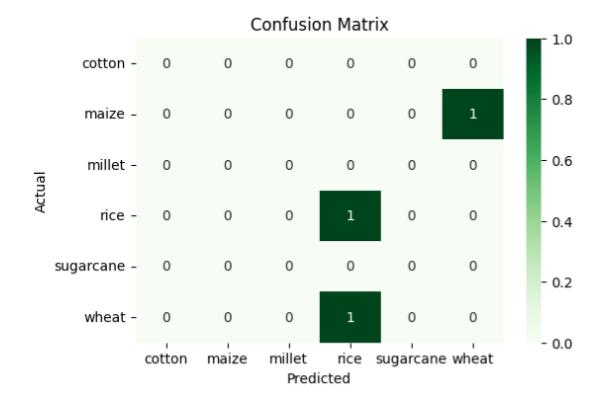 Confusion Matrix
cotton 0 0 0 0 0 0
maize 0 0 0 0 0 1
millet 0 0 0 0 0 0
rice 0 0 0 1 0 0
sugarcane 0 0 0 0 0 0
wheat 0 0 0 1 0 0
cotton maize millet rice sugarcane wheat
Predicted
Actual
1.0
0.8
0.6
0.4
0.2
0.0